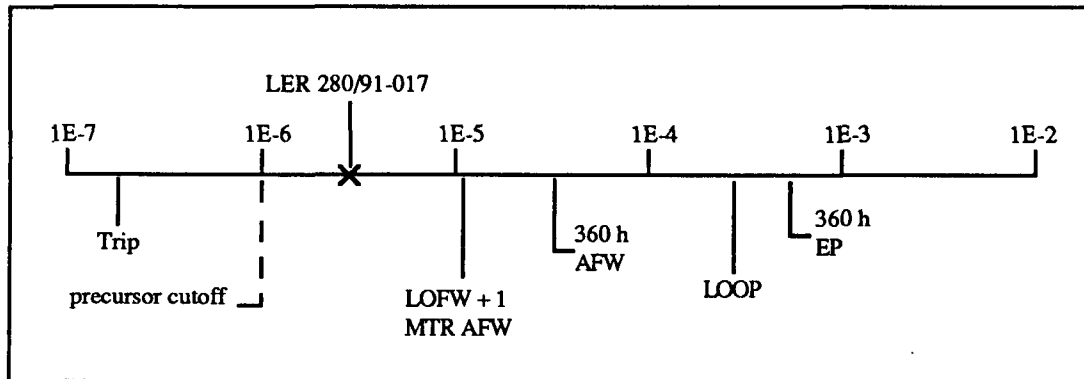 LER 280/91-017
1E-7 1E-6 1E-5 1E-4 1E-3 1E-2
Trip
360 h
AFW
360 h
EP
precursor cutoff
LOFW + 1
MTR AFW
LOOP